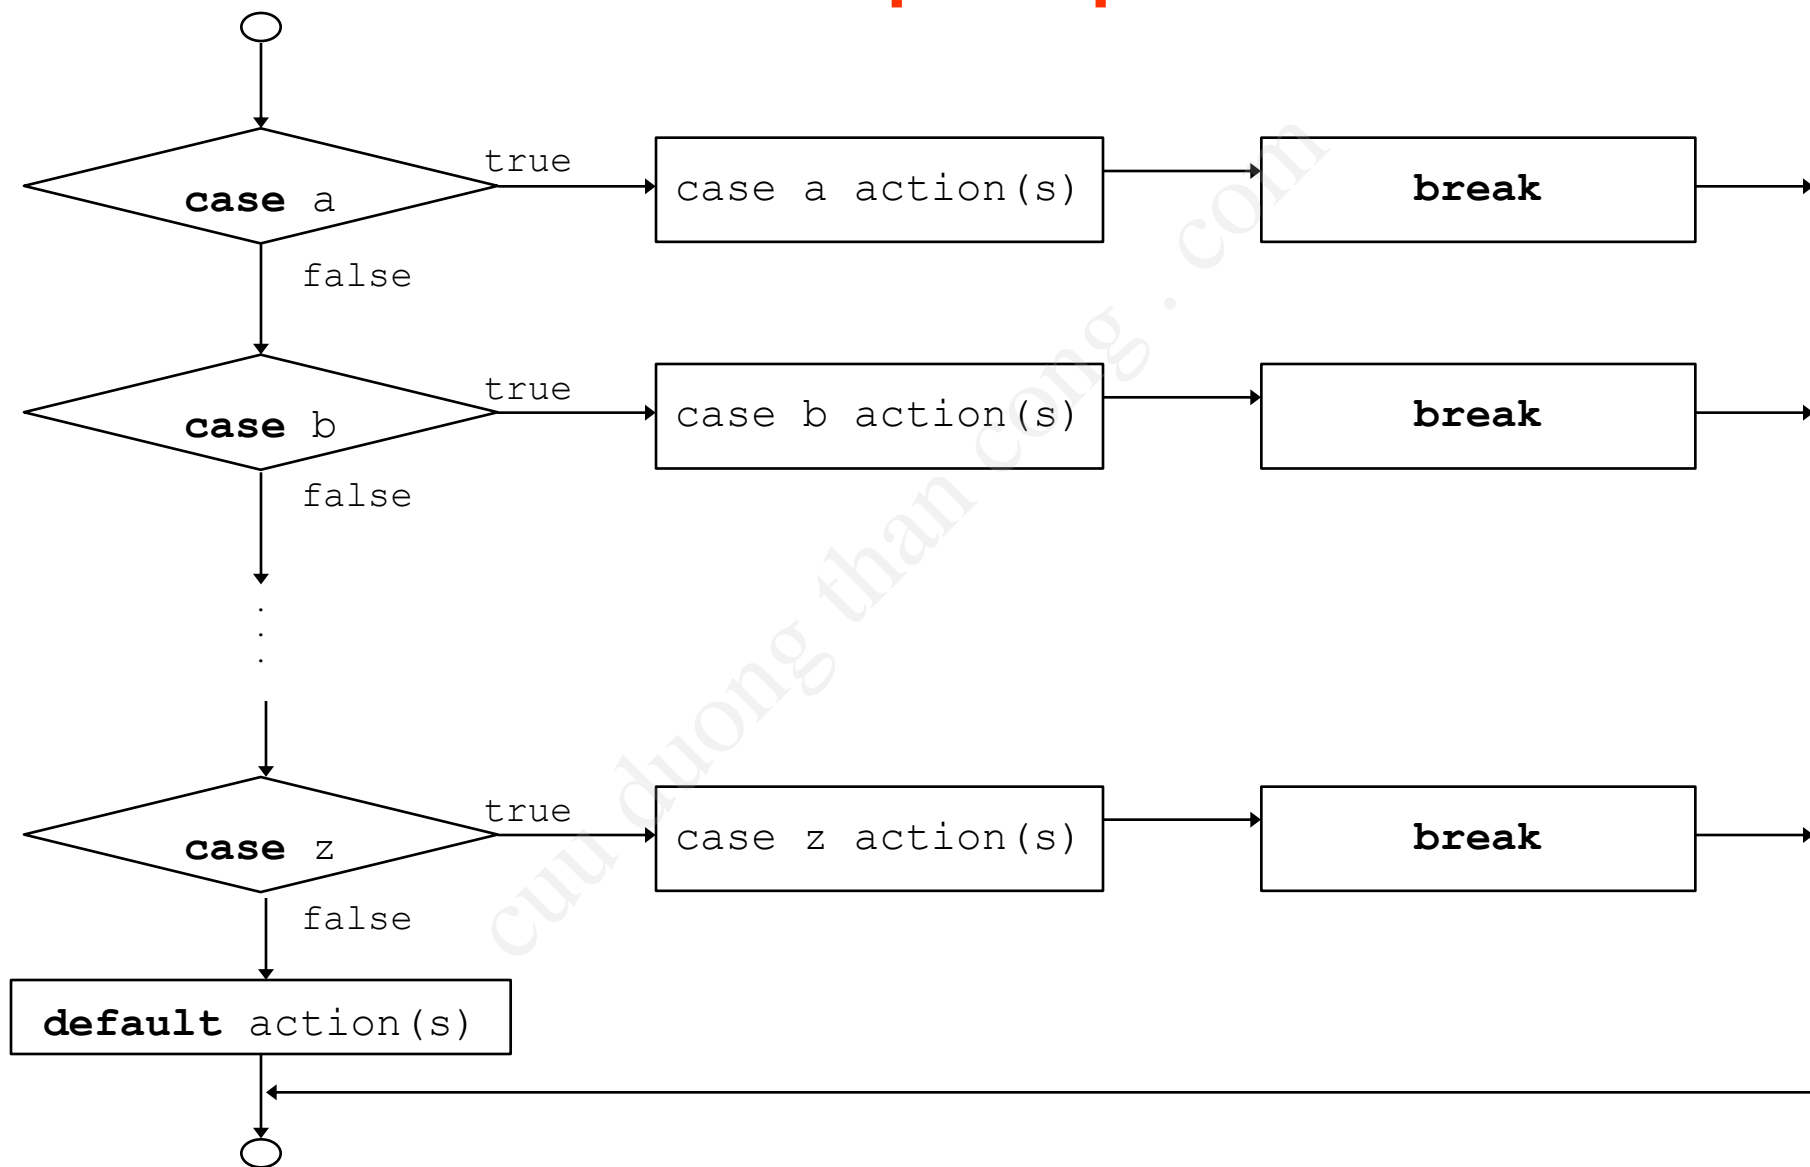 true
case a
case a action(s)
break
false
true
case b
case b action(s)
break
false
.
.
.
true
case z
case z action(s)
break
false
default action(s)
cuu duong than cong . com